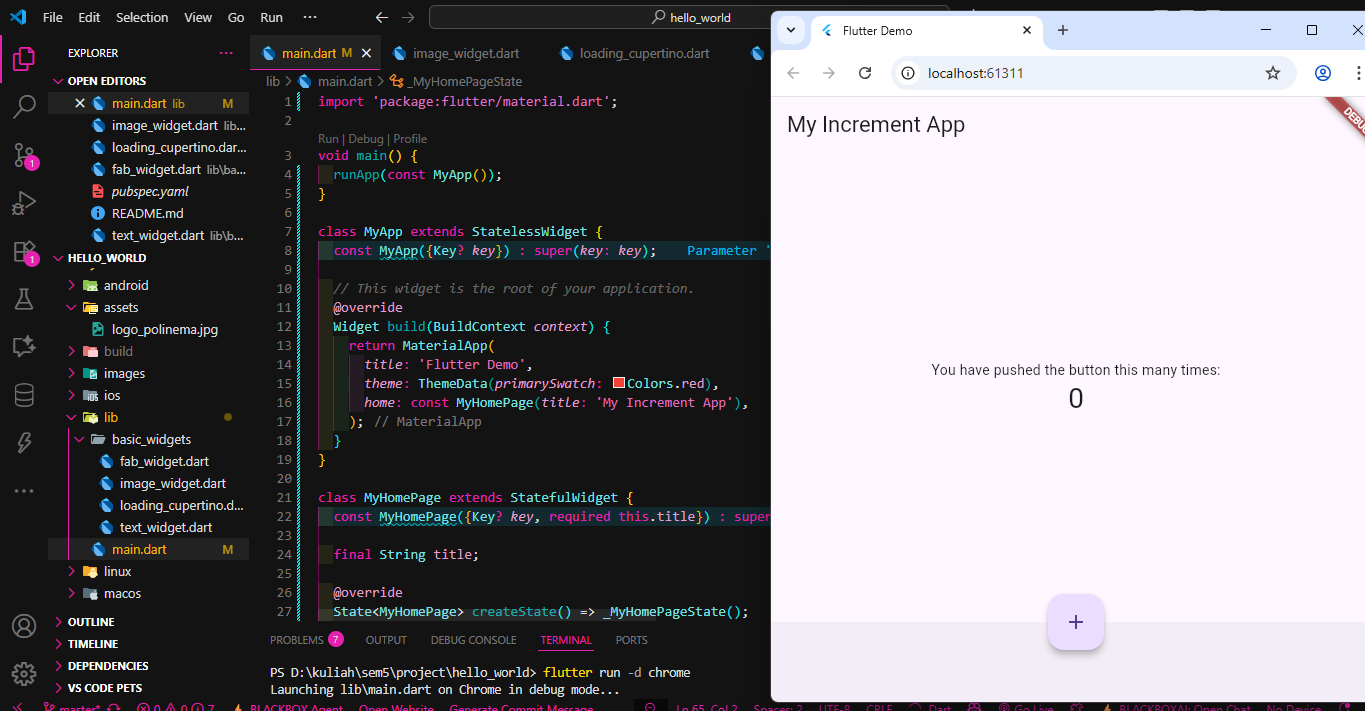 File Edit Selection View Go Run ··· hello_world
EXPLORER ···
OPEN EDITORS
main.dart lib M
image_widget.dart lib...
loading_cupertino.dar...
fab_widget.dart lib\ba...
pubspec.yaml
README.md
text_widget.dart lib\b...
HELLO_WORLD
android
assets
logo_polinema.jpg
build
images
ios
lib
basic_widgets
fab_widget.dart
image_widget.dart
loading_cupertino.d...
text_widget.dart
main.dart M
linux
macos
OUTLINE
TIMELINE
DEPENDENCIES
VS CODE PETS
1
1
main.dart M image_widget.dart loading_cupertino.dart
lib > main.dart > _MyHomePageState
1 import 'package:flutter/material.dart';
2
Run | Debug | Profile
3 void main() {
4 runApp(const MyApp());
5 }
6
7 class MyApp extends StatelessWidget {
8 const MyApp({Key? key}) : super(key: key); Parameter '
9
10 // This widget is the root of your application.
11 @override
12 Widget build(BuildContext context) {
13 return MaterialApp(
14 title: 'Flutter Demo',
15 theme: ThemeData(primarySwatch: Colors.red),
16 home: const MyHomePage(title: 'My Increment App'),
17 ); // MaterialApp
18 }
19 }
20
21 class MyHomePage extends StatefulWidget {
22 const MyHomePage({Key? key, required this.title}) : super
23
24 final String title;
25
26 @override
27 State<MyHomePage> createState() => _MyHomePageState();
PROBLEMS 7 OUTPUT DEBUG CONSOLE TERMINAL PORTS
PS D:\kuliah\sem5\project\hello_world> flutter run -d chrome
Launching lib\main.dart on Chrome in debug mode...
master* 0 0 7 BLACKBOX Agent Open Website Generate Commit Message Ln 65, Col 2 Spaces: 2 UTF-8 CRLF Dart Go Live BLACKBOXAI: Open Chat No Device
Flutter Demo
localhost:61311
My Increment App
DEBUG
You have pushed the button this many times:
0
+